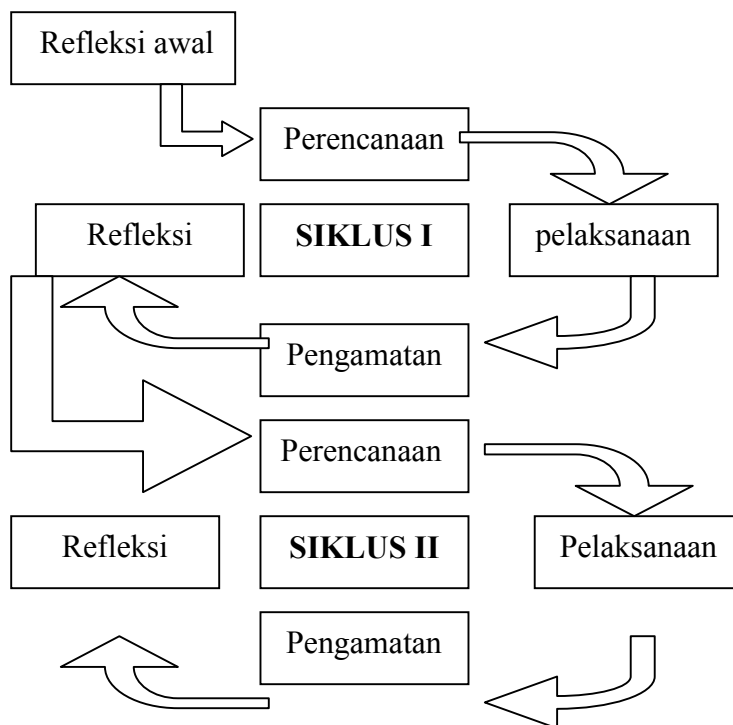 Refleksi awal
Perencanaan
Refleksi
SIKLUS I
pelaksanaan
Pengamatan
Perencanaan
Refleksi
SIKLUS II
Pelaksanaan
Pengamatan